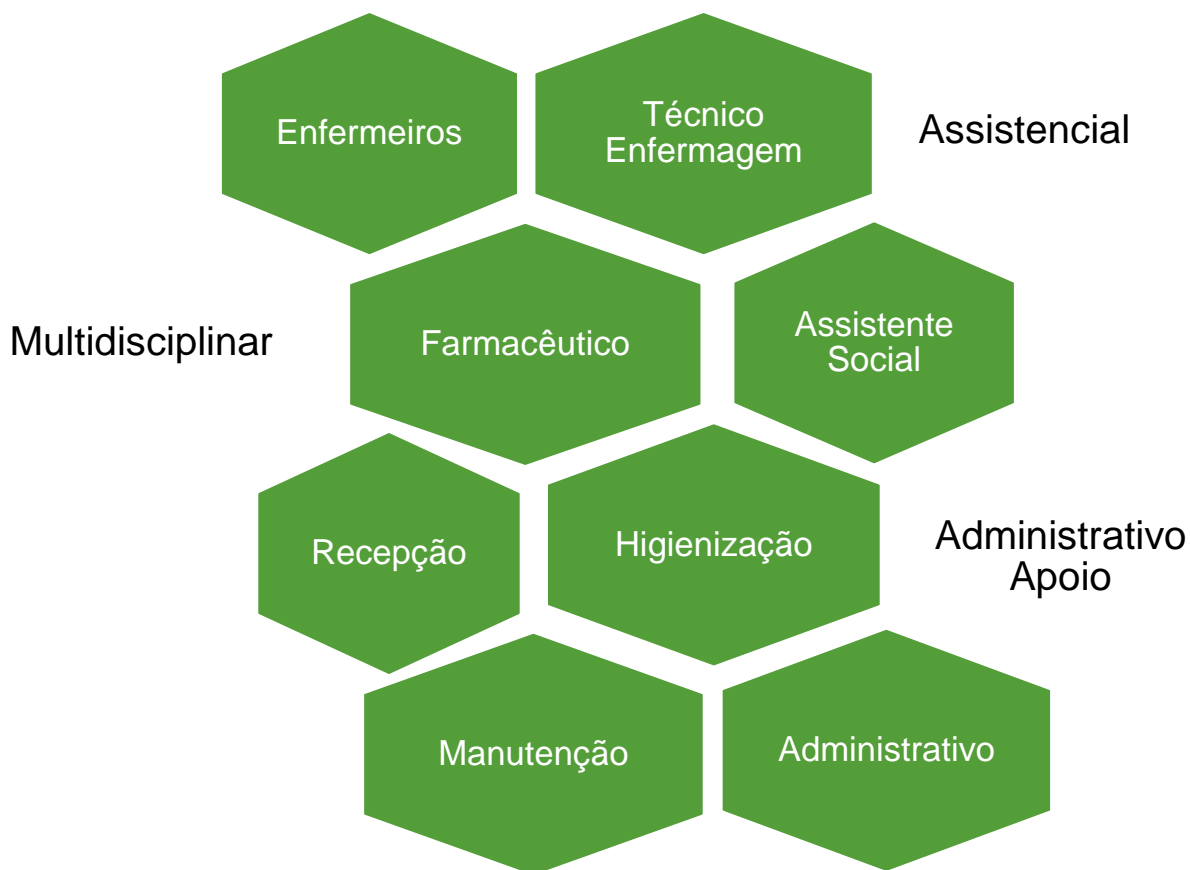 Enfermeiros
Técnico
Enfermagem
Assistencial
Multidisciplinar
Farmacêutico
Assistente
Social
Recepção
Higienização
Administrativo
Apoio
Manutenção
Administrativo